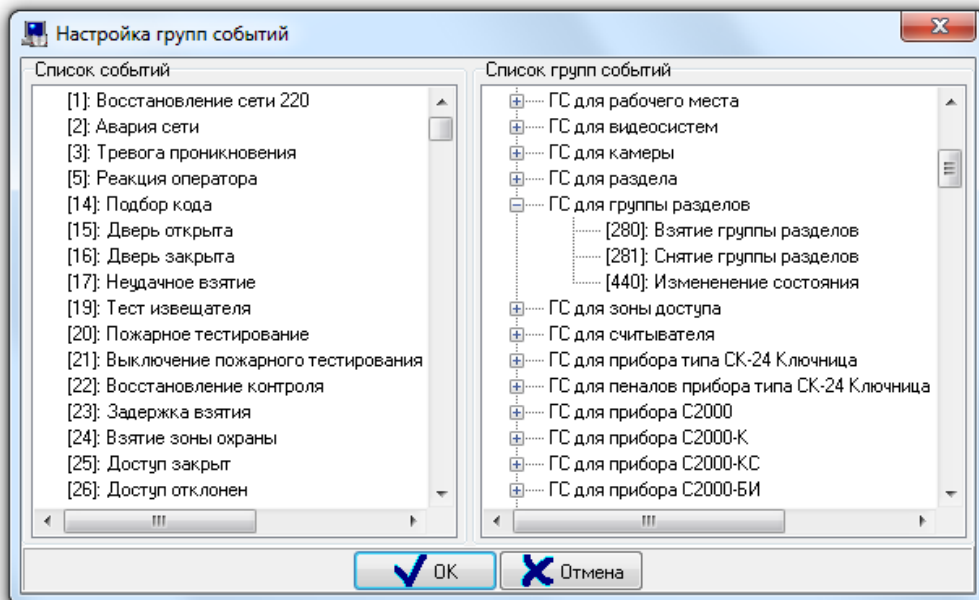 Настройка групп событий
Список событий
[1]: Восстановление сети 220
[2]: Авария сети
[3]: Тревога проникновения
[5]: Реакция оператора
[14]: Подбор кода
[15]: Дверь открыта
[16]: Дверь закрыта
[17]: Неудачное взятие
[19]: Тест извещателя
[20]: Пожарное тестирование
[21]: Выключение пожарного тестирования
[22]: Восстановление контроля
[23]: Задержка взятия
[24]: Взятие зоны охраны
[25]: Доступ закрыт
[26]: Доступ отклонен
Список групп событий
ГС для рабочего места
ГС для видеосистем
ГС для камеры
ГС для раздела
ГС для группы разделов
[280]: Взятие группы разделов
[281]: Снятие группы разделов
[440]: Измененение состояния
ГС для зоны доступа
ГС для считывателя
ГС для прибора типа СК-24 Ключница
ГС для пеналов прибора типа СК-24 Ключница
ГС для прибора С2000
ГС для прибора С2000-К
ГС для прибора С2000-КС
ГС для прибора С2000-БИ
OK
Отмена